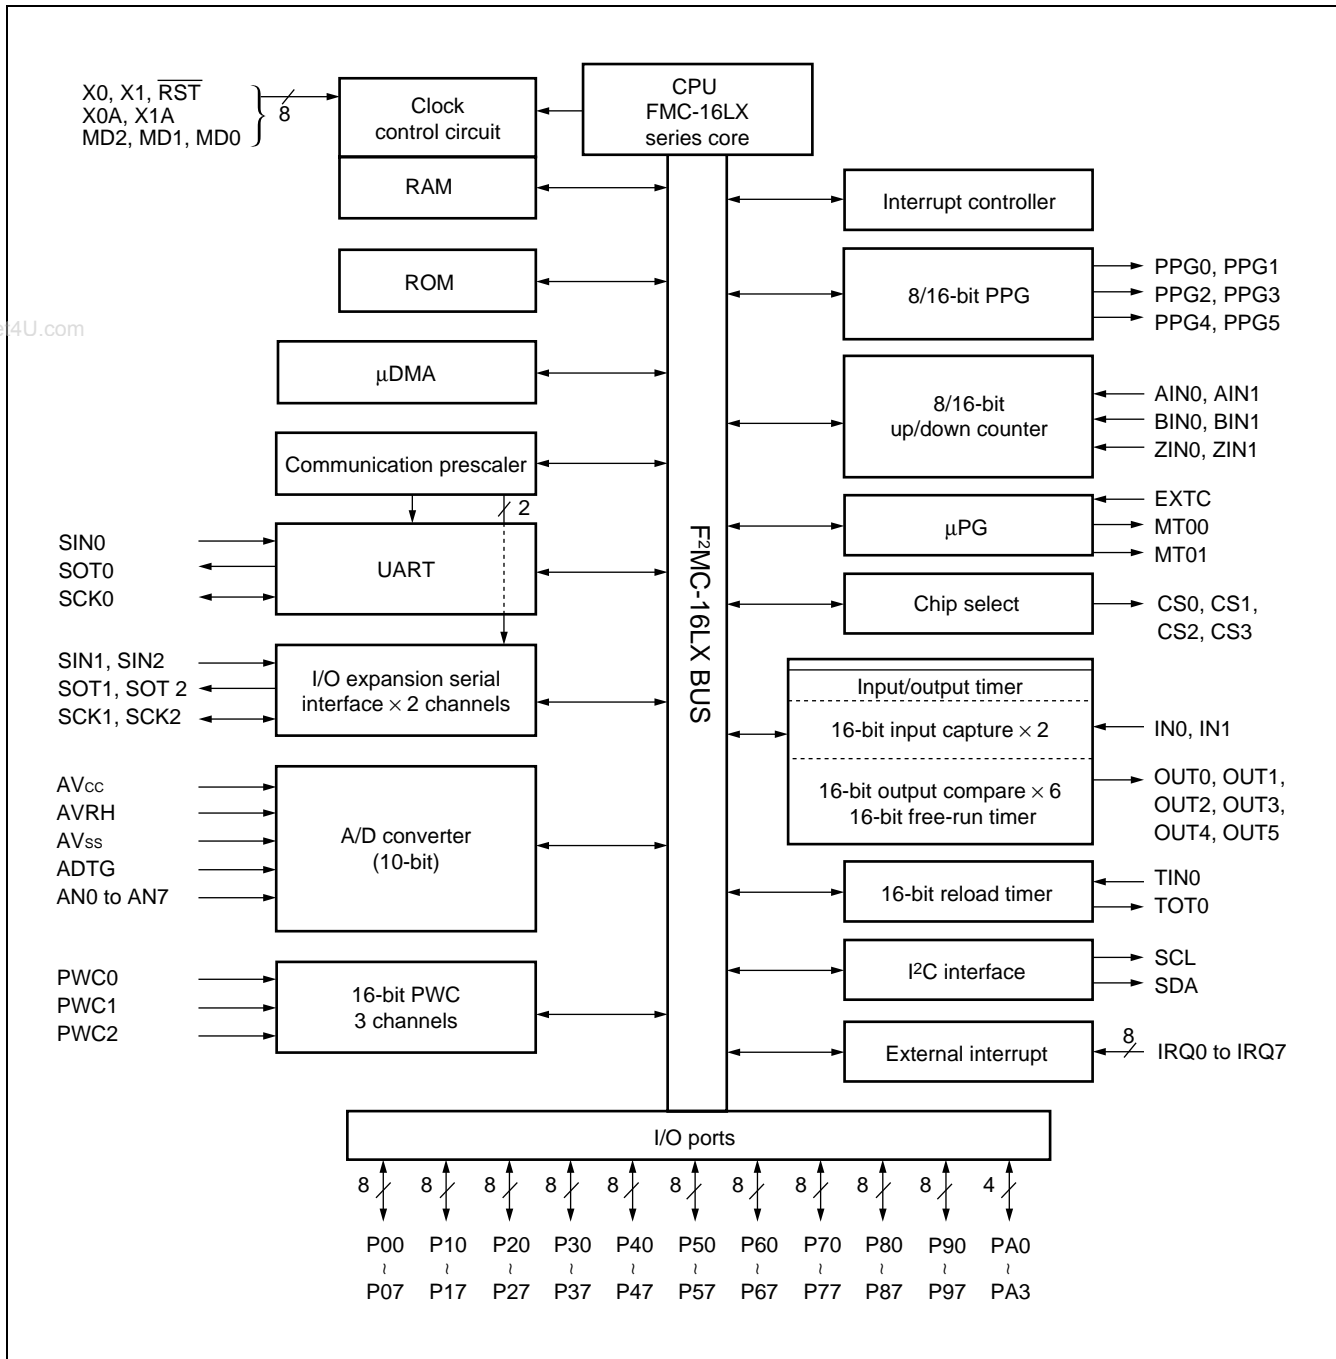 X0, X1, RST
X0A, X1A
MD2, MD1, MD0
8
Clock
control circuit
CPU
FMC-16LX
series core
RAM
ROM
µDMA
Communication prescaler
2
SIN0
SOT0
SCK0
UART
SIN1, SIN2
SOT1, SOT 2
SCK1, SCK2
I/O expansion serial
interface × 2 channels
AVCC
AVRH
AVSS
ADTG
AN0 to AN7
A/D converter
(10-bit)
PWC0
PWC1
PWC2
16-bit PWC
3 channels
F²MC-16LX BUS
Interrupt controller
8/16-bit PPG
PPG0, PPG1
PPG2, PPG3
PPG4, PPG5
8/16-bit
up/down counter
AIN0, AIN1
BIN0, BIN1
ZIN0, ZIN1
µPG
EXTC
MT00
MT01
Chip select
CS0, CS1,
CS2, CS3
Input/output timer
16-bit input capture × 2
16-bit output compare × 6
16-bit free-run timer
IN0, IN1
OUT0, OUT1,
OUT2, OUT3,
OUT4, OUT5
16-bit reload timer
TIN0
TOT0
I²C interface
SCL
SDA
External interrupt
8
IRQ0 to IRQ7
I/O ports
8 8 8 8 8 8 8 8 8 8 4
P00 P10 P20 P30 P40 P50 P60 P70 P80 P90 PA0
~ ~ ~ ~ ~ ~ ~ ~ ~ ~ ~
P07 P17 P27 P37 P47 P57 P67 P77 P87 P97 PA3
4U.com